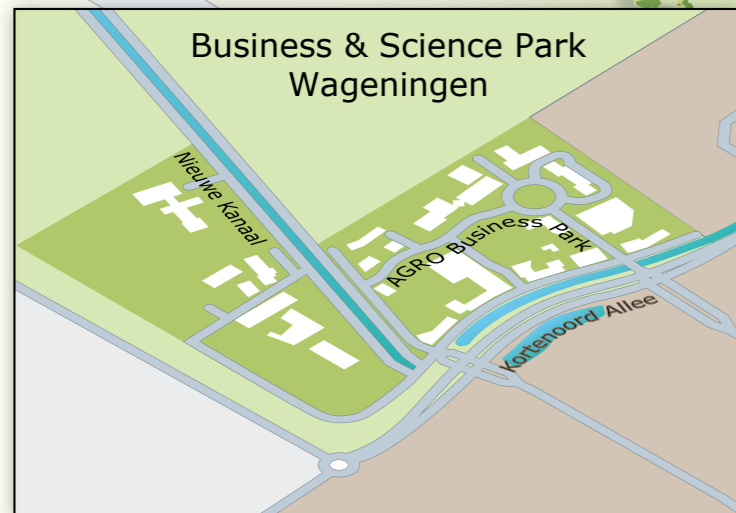 Business & Science Park
Wageningen
Nieuwe Kanaal
AGRO Business Park
Kortenoord Allee